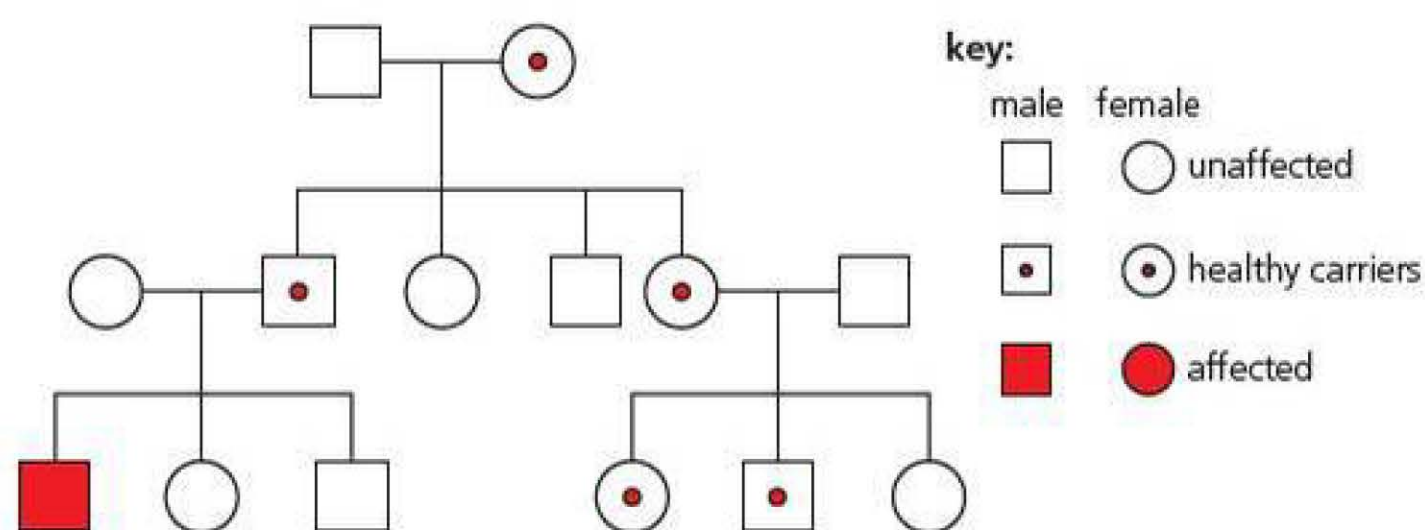 key:
male female
unaffected
healthy carriers
affected